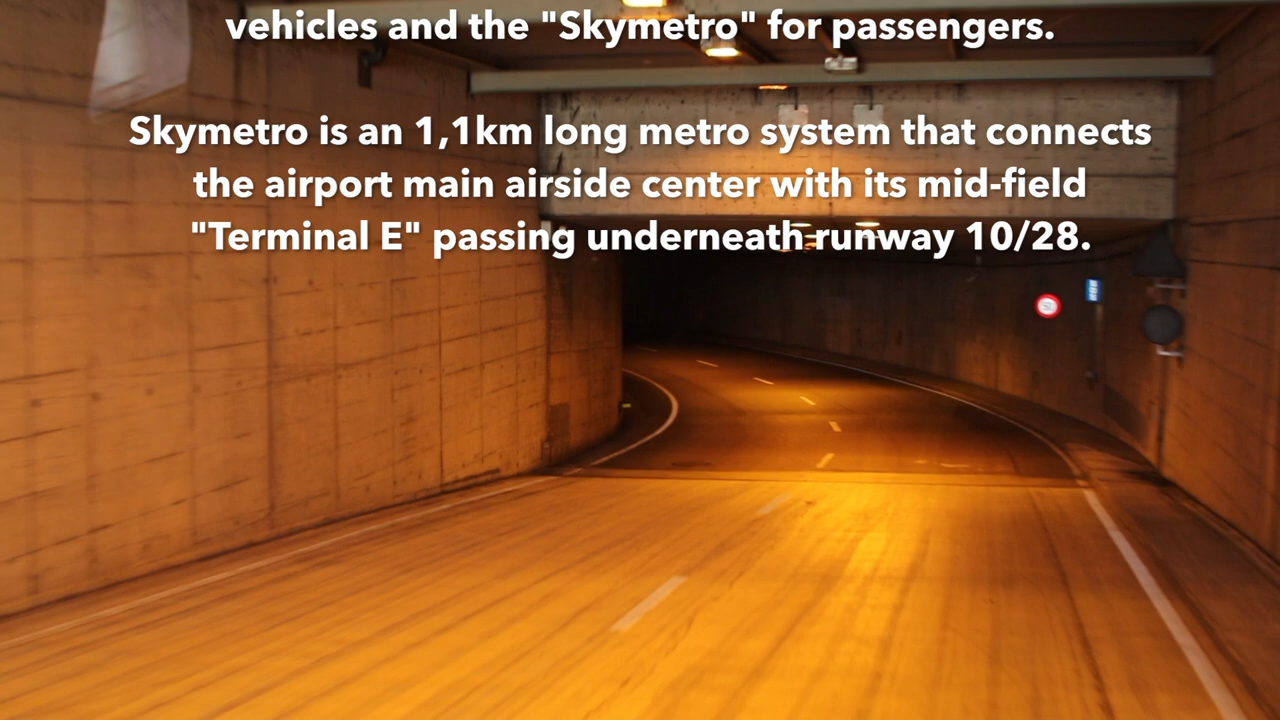 vehicles and the "Skymetro" for passengers.
Skymetro is an 1,1km long metro system that connects
the airport main airside center with its mid-field
"Terminal E" passing underneath runway 10/28.